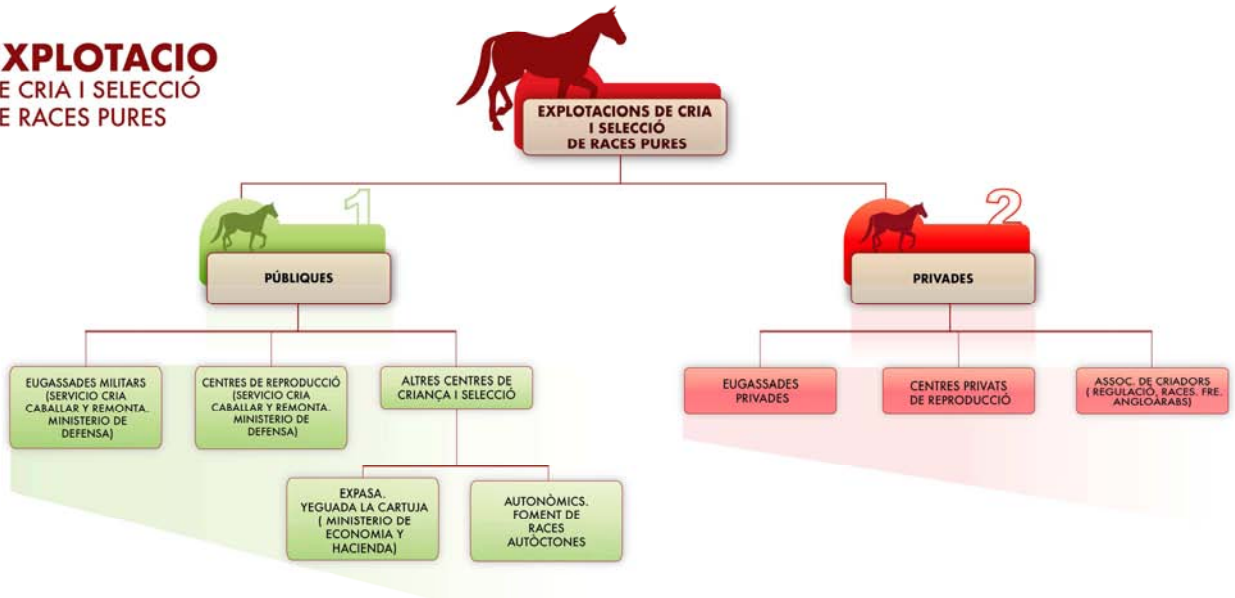 XPLOTACIO
E CRIA I SELECCIÓ
E RACES PURES
EXPLOTACIONS DE CRIA
I SELECCIÓ
DE RACES PURES
1
2
PÚBLIQUES
PRIVADES
EUGASSADES MILITARS
(SERVICIO CRIA
CABALLAR Y REMONTA.
MINISTERIO DE
DEFENSA)
CENTRES DE REPRODUCCIÓ
(SERVICIO CRIA
CABALLAR Y REMONTA.
MINISTERIO DE
DEFENSA)
ALTRES CENTRES DE
CRIANÇA I SELECCIÓ
EUGASSADES
PRIVADES
CENTRES PRIVATS
DE REPRODUCCIÓ
ASSOC. DE CRIADORS
( REGULACIÓ, RACES. FRE.
ANGLOÀRABS)
EXPASA.
YEGUADA LA CARTUJA
( MINISTERIO DE
ECONOMIA Y
HACIENDA)
AUTONÒMICS.
FOMENT DE
RACES
AUTÒCTONES